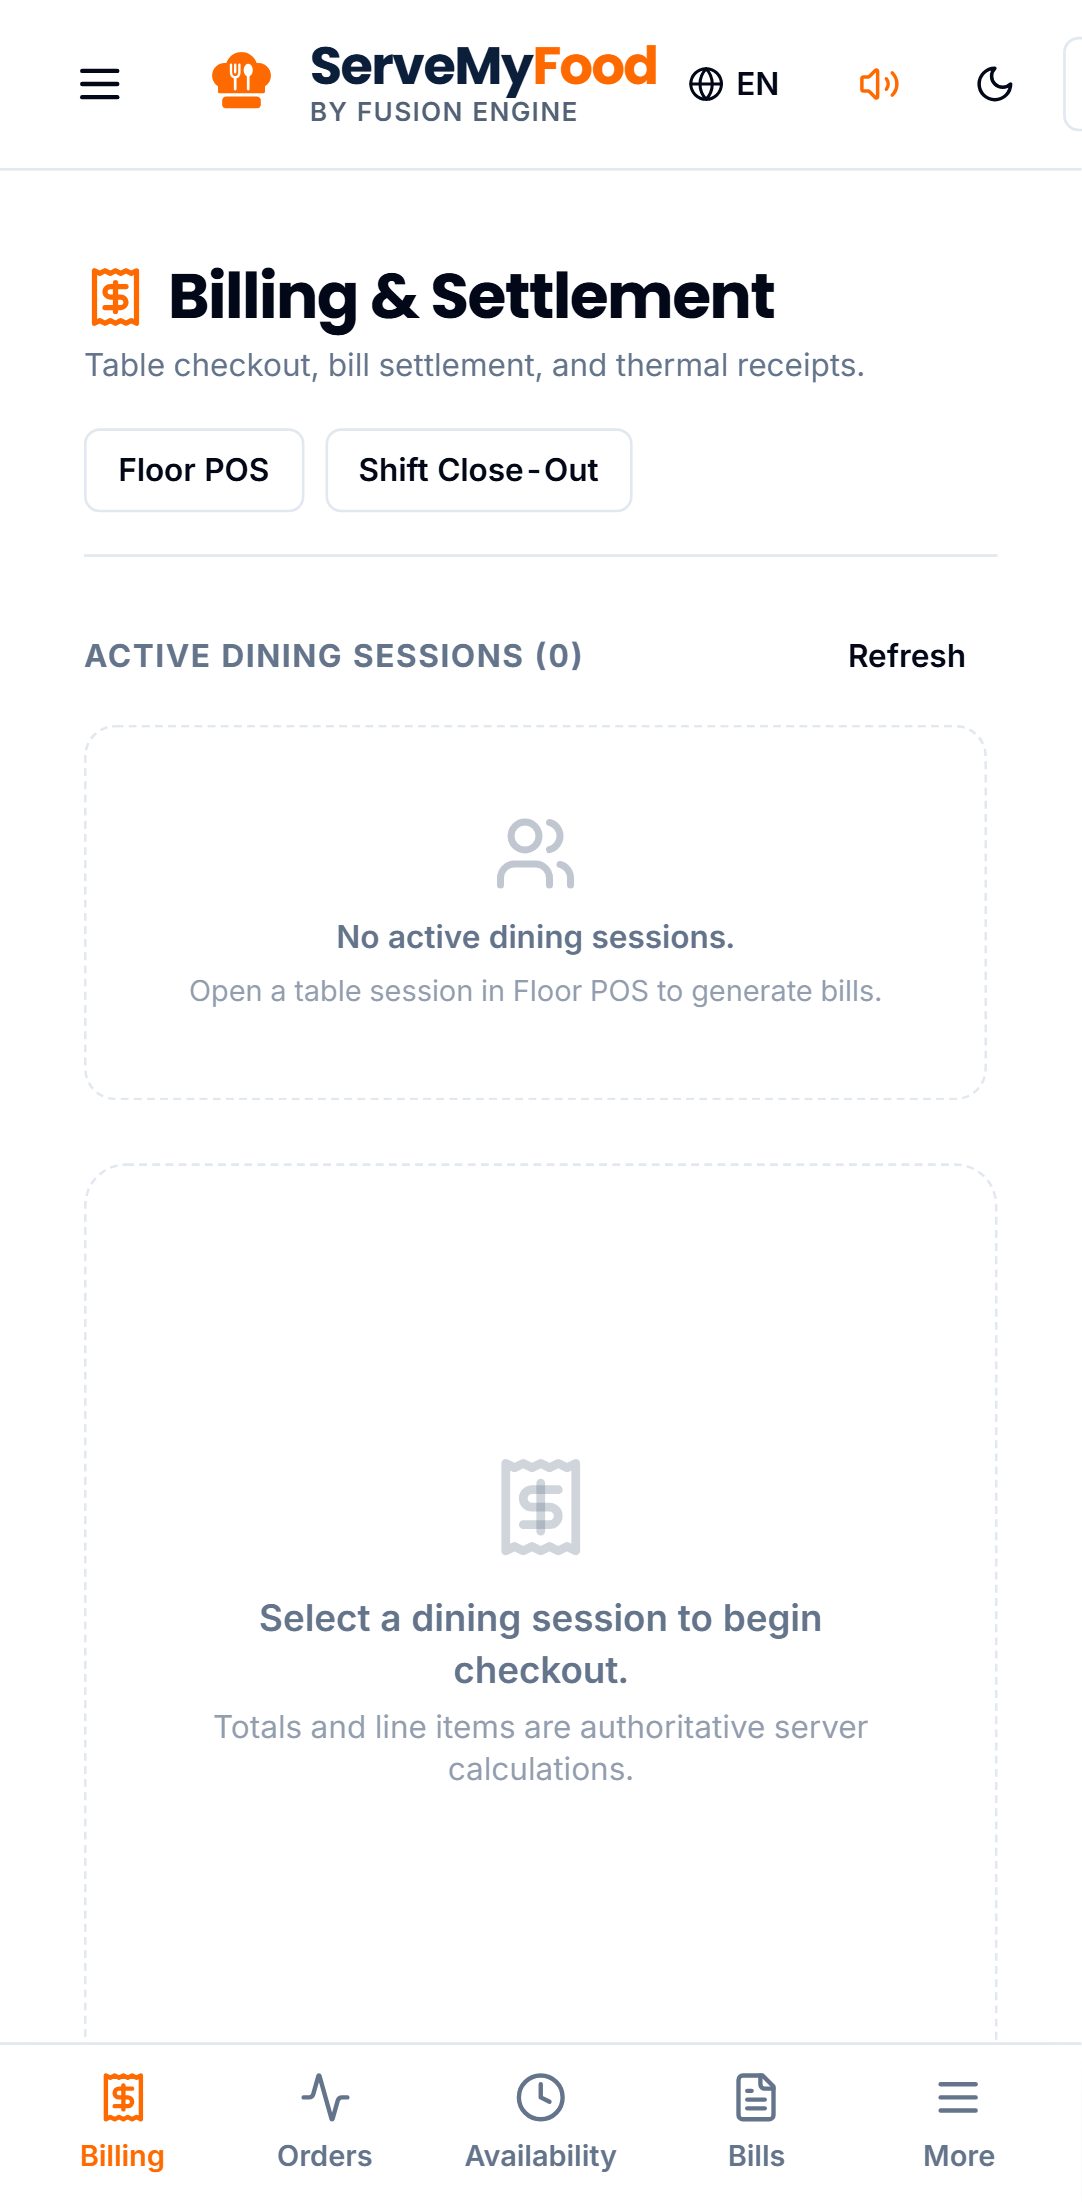 ServeMyFood
BY FUSION ENGINE
EN
Billing & Settlement
Table checkout, bill settlement, and thermal receipts.
Floor POS
Shift Close-Out
ACTIVE DINING SESSIONS (0)
Refresh
No active dining sessions.
Open a table session in Floor POS to generate bills.
Select a dining session to begin
checkout.
Totals and line items are authoritative server
calculations.
Billing
Orders
Availability
Bills
More